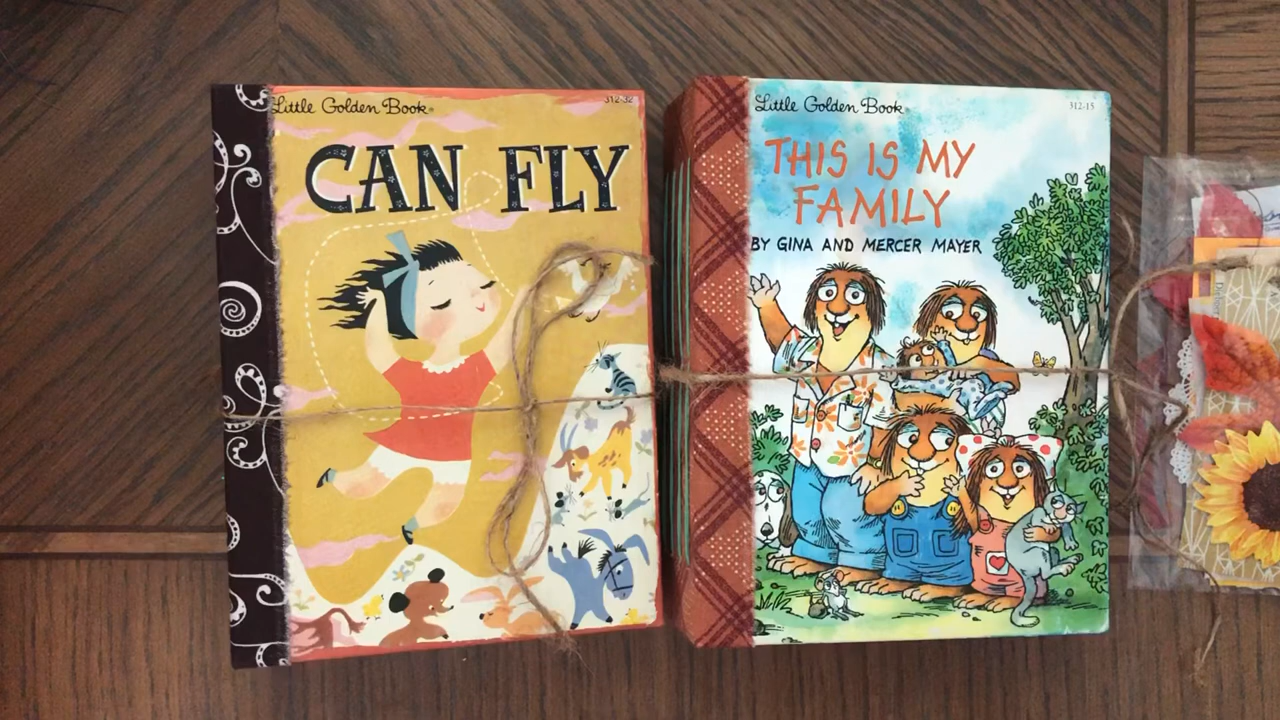 Little Golden Book®
312-32
CAN FLY
Little Golden Book®
312-15
THIS IS MY
FAMILY
BY GINA AND MERCER MAYER